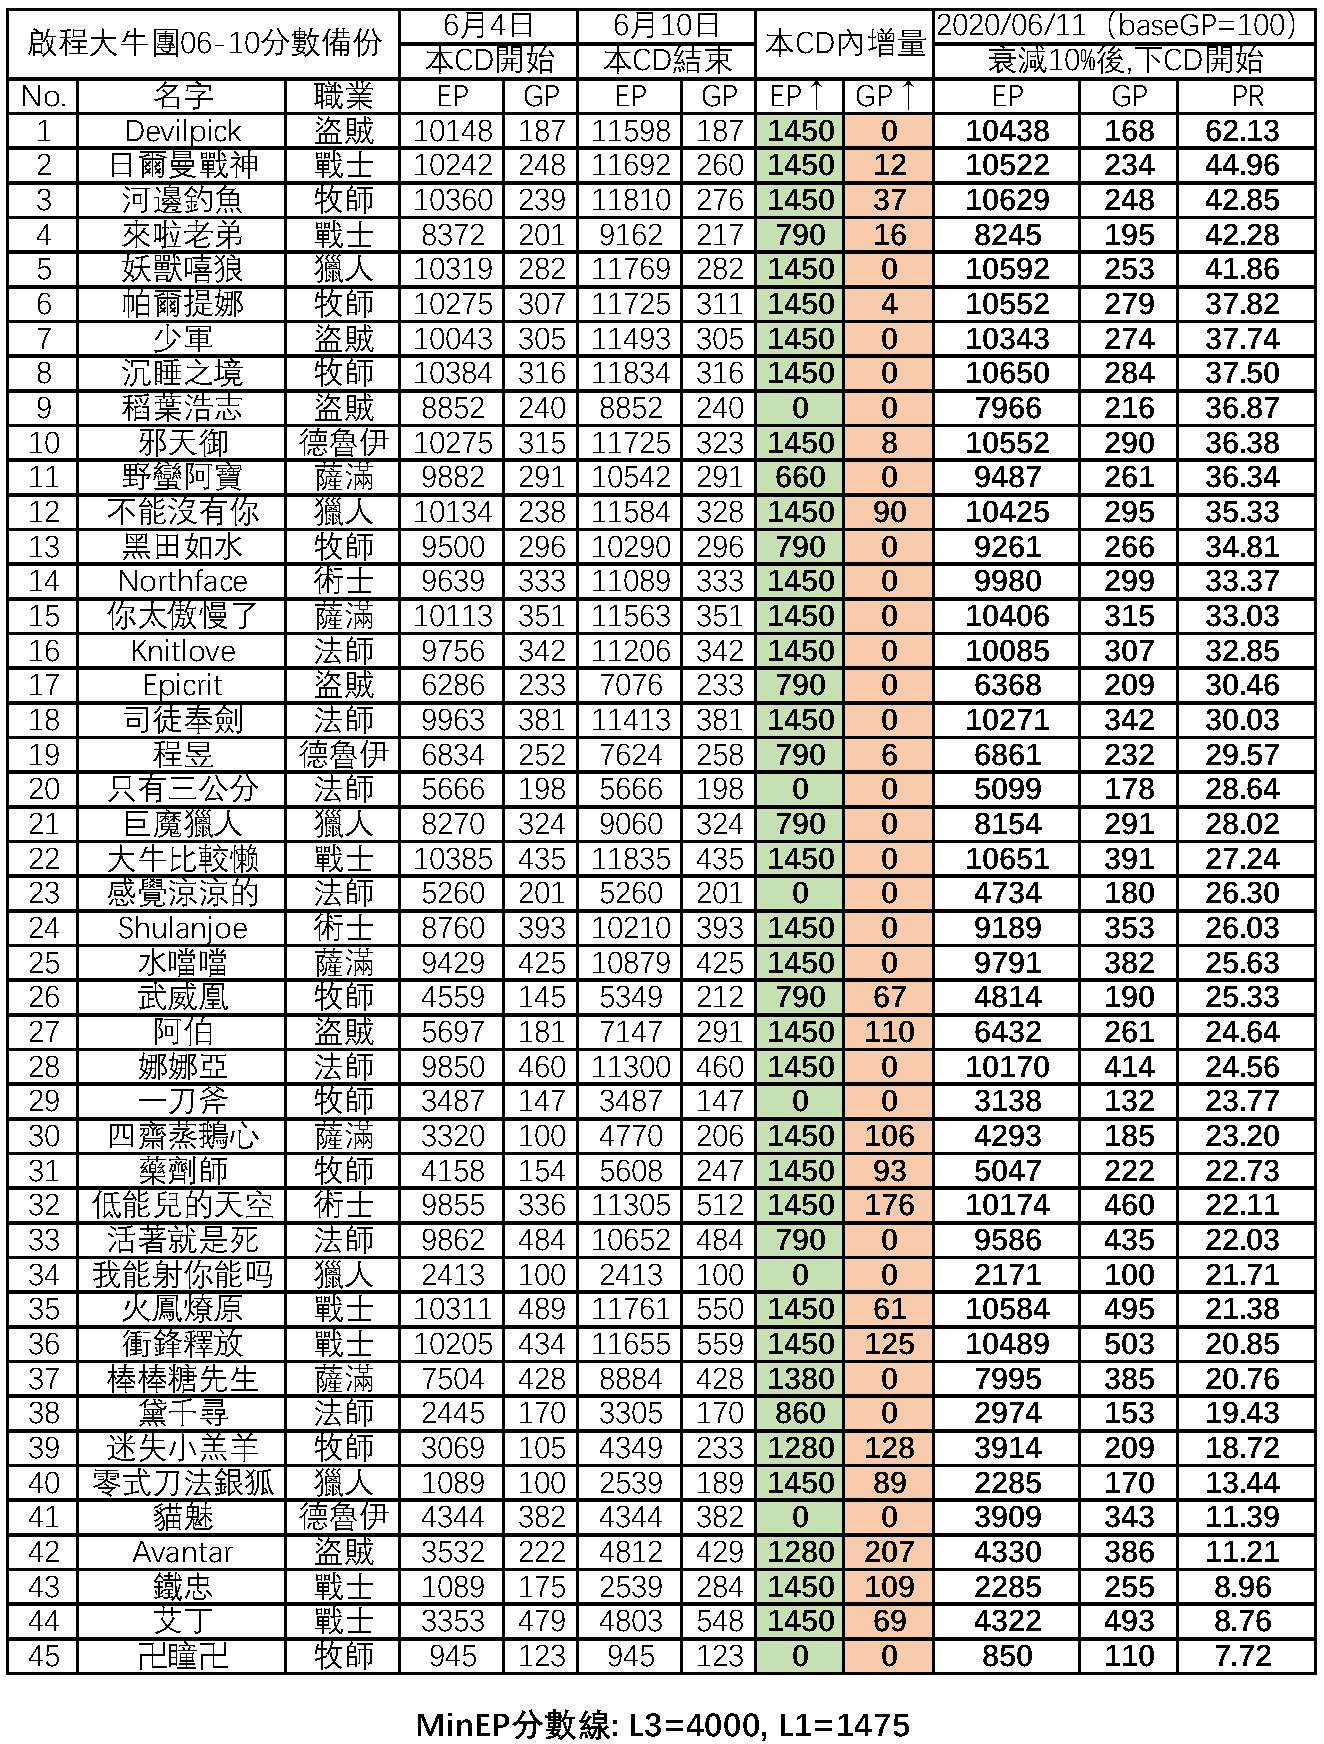 啟程大牛團06-10分數備份 6月4日 6月10日 本CD內增量 2020/06/11（baseGP=100）
本CD開始 本CD結束 衰減10%後,下CD開始
No. 名字 職業 EP GP EP GP EP↑ GP↑ EP GP PR
1 Devilpick 盜賊 10148 187 11598 187 1450 0 10438 168 62.13
2 日爾曼戰神 戰士 10242 248 11692 260 1450 12 10522 234 44.96
3 河邊釣魚 牧師 10360 239 11810 276 1450 37 10629 248 42.85
4 來啦老弟 戰士 8372 201 9162 217 790 16 8245 195 42.28
5 妖獸嘻狼 獵人 10319 282 11769 282 1450 0 10592 253 41.86
6 帕爾提娜 牧師 10275 307 11725 311 1450 4 10552 279 37.82
7 少軍 盜賊 10043 305 11493 305 1450 0 10343 274 37.74
8 沉睡之境 牧師 10384 316 11834 316 1450 0 10650 284 37.50
9 稻葉浩志 盜賊 8852 240 8852 240 0 0 7966 216 36.87
10 邪天御 德魯伊 10275 315 11725 323 1450 8 10552 290 36.38
11 野蠻阿寶 薩滿 9882 291 10542 291 660 0 9487 261 36.34
12 不能沒有你 獵人 10134 238 11584 328 1450 90 10425 295 35.33
13 黑田如水 牧師 9500 296 10290 296 790 0 9261 266 34.81
14 Northface 術士 9639 333 11089 333 1450 0 9980 299 33.37
15 你太傲慢了 薩滿 10113 351 11563 351 1450 0 10406 315 33.03
16 Knitlove 法師 9756 342 11206 342 1450 0 10085 307 32.85
17 Epicrit 盜賊 6286 233 7076 233 790 0 6368 209 30.46
18 司徒奉劍 法師 9963 381 11413 381 1450 0 10271 342 30.03
19 程昱 德魯伊 6834 252 7624 258 790 6 6861 232 29.57
20 只有三公分 法師 5666 198 5666 198 0 0 5099 178 28.64
21 巨魔獵人 獵人 8270 324 9060 324 790 0 8154 291 28.02
22 大牛比較懶 戰士 10385 435 11835 435 1450 0 10651 391 27.24
23 感覺涼涼的 法師 5260 201 5260 201 0 0 4734 180 26.30
24 Shulanjoe 術士 8760 393 10210 393 1450 0 9189 353 26.03
25 水噹噹 薩滿 9429 425 10879 425 1450 0 9791 382 25.63
26 武威凰 牧師 4559 145 5349 212 790 67 4814 190 25.33
27 阿伯 盜賊 5697 181 7147 291 1450 110 6432 261 24.64
28 娜娜亞 法師 9850 460 11300 460 1450 0 10170 414 24.56
29 一刀斧 牧師 3487 147 3487 147 0 0 3138 132 23.77
30 四齋蒸鵝心 薩滿 3320 100 4770 206 1450 106 4293 185 23.20
31 藥劑師 牧師 4158 154 5608 247 1450 93 5047 222 22.73
32 低能兒的天空 術士 9855 336 11305 512 1450 176 10174 460 22.11
33 活著就是死 法師 9862 484 10652 484 790 0 9586 435 22.03
34 我能射你能吗 獵人 2413 100 2413 100 0 0 2171 100 21.71
35 火鳳燎原 戰士 10311 489 11761 550 1450 61 10584 495 21.38
36 衝鋒釋放 戰士 10205 434 11655 559 1450 125 10489 503 20.85
37 棒棒糖先生 薩滿 7504 428 8884 428 1380 0 7995 385 20.76
38 黛千尋 法師 2445 170 3305 170 860 0 2974 153 19.43
39 迷失小羔羊 牧師 3069 105 4349 233 1280 128 3914 209 18.72
40 零式刀法銀狐 獵人 1089 100 2539 189 1450 89 2285 170 13.44
41 貓魅 德魯伊 4344 382 4344 382 0 0 3909 343 11.39
42 Avantar 盜賊 3532 222 4812 429 1280 207 4330 386 11.21
43 鐵忠 戰士 1089 175 2539 284 1450 109 2285 255 8.96
44 艾丁 戰士 3353 479 4803 548 1450 69 4322 493 8.76
45 卍瞳卍 牧師 945 123 945 123 0 0 850 110 7.72
MinEP分數線: L3=4000, L1=1475